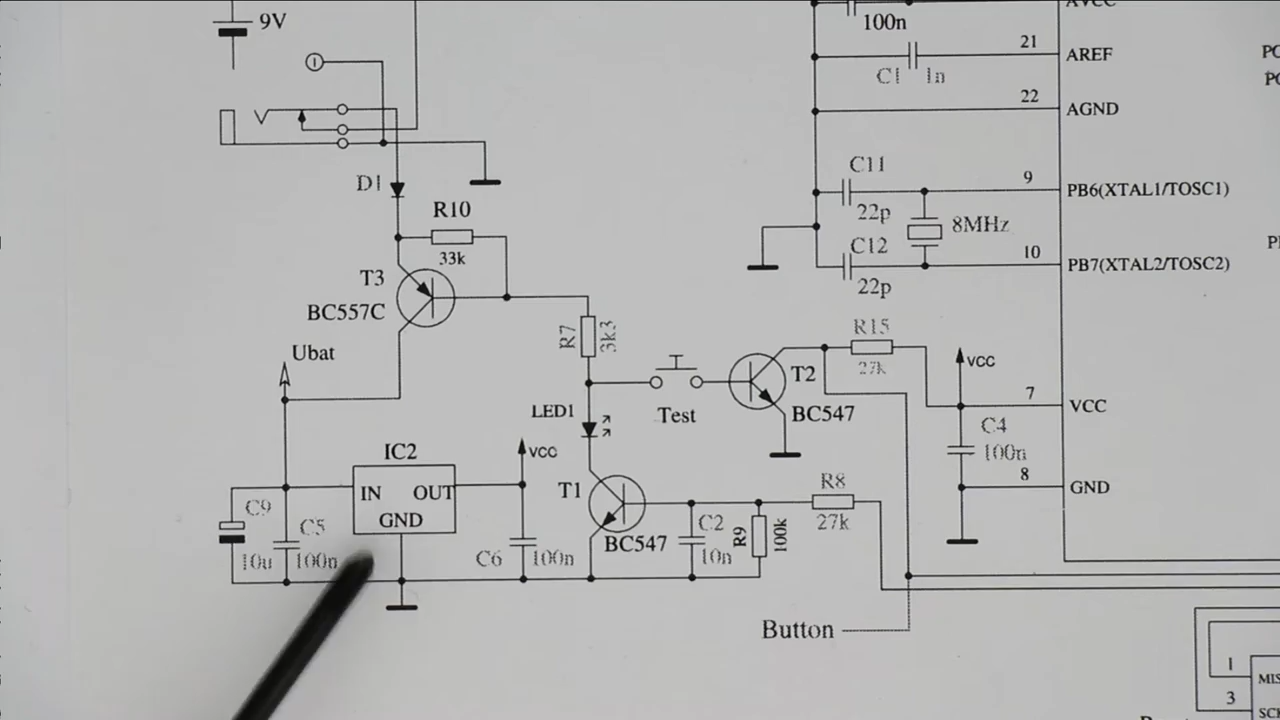 9V
100n
C1 1n
21
AREF
22
AGND
D1
C11
22p
9
PB6(XTAL1/TOSC1)
8MHz
C12
22p
10
PB7(XTAL2/TOSC2)
R10
33k
T3
BC557C
R7
3k3
Ubat
R15
27k
T2
BC547
Test
LED1
VCC
7
VCC
C4
100n
8
GND
IC2
IN OUT
GND
VCC
C9
10u
C5
100n
C6 100n
T1
BC547
C2
10n
R9
100k
R8
27k
Button
1
3